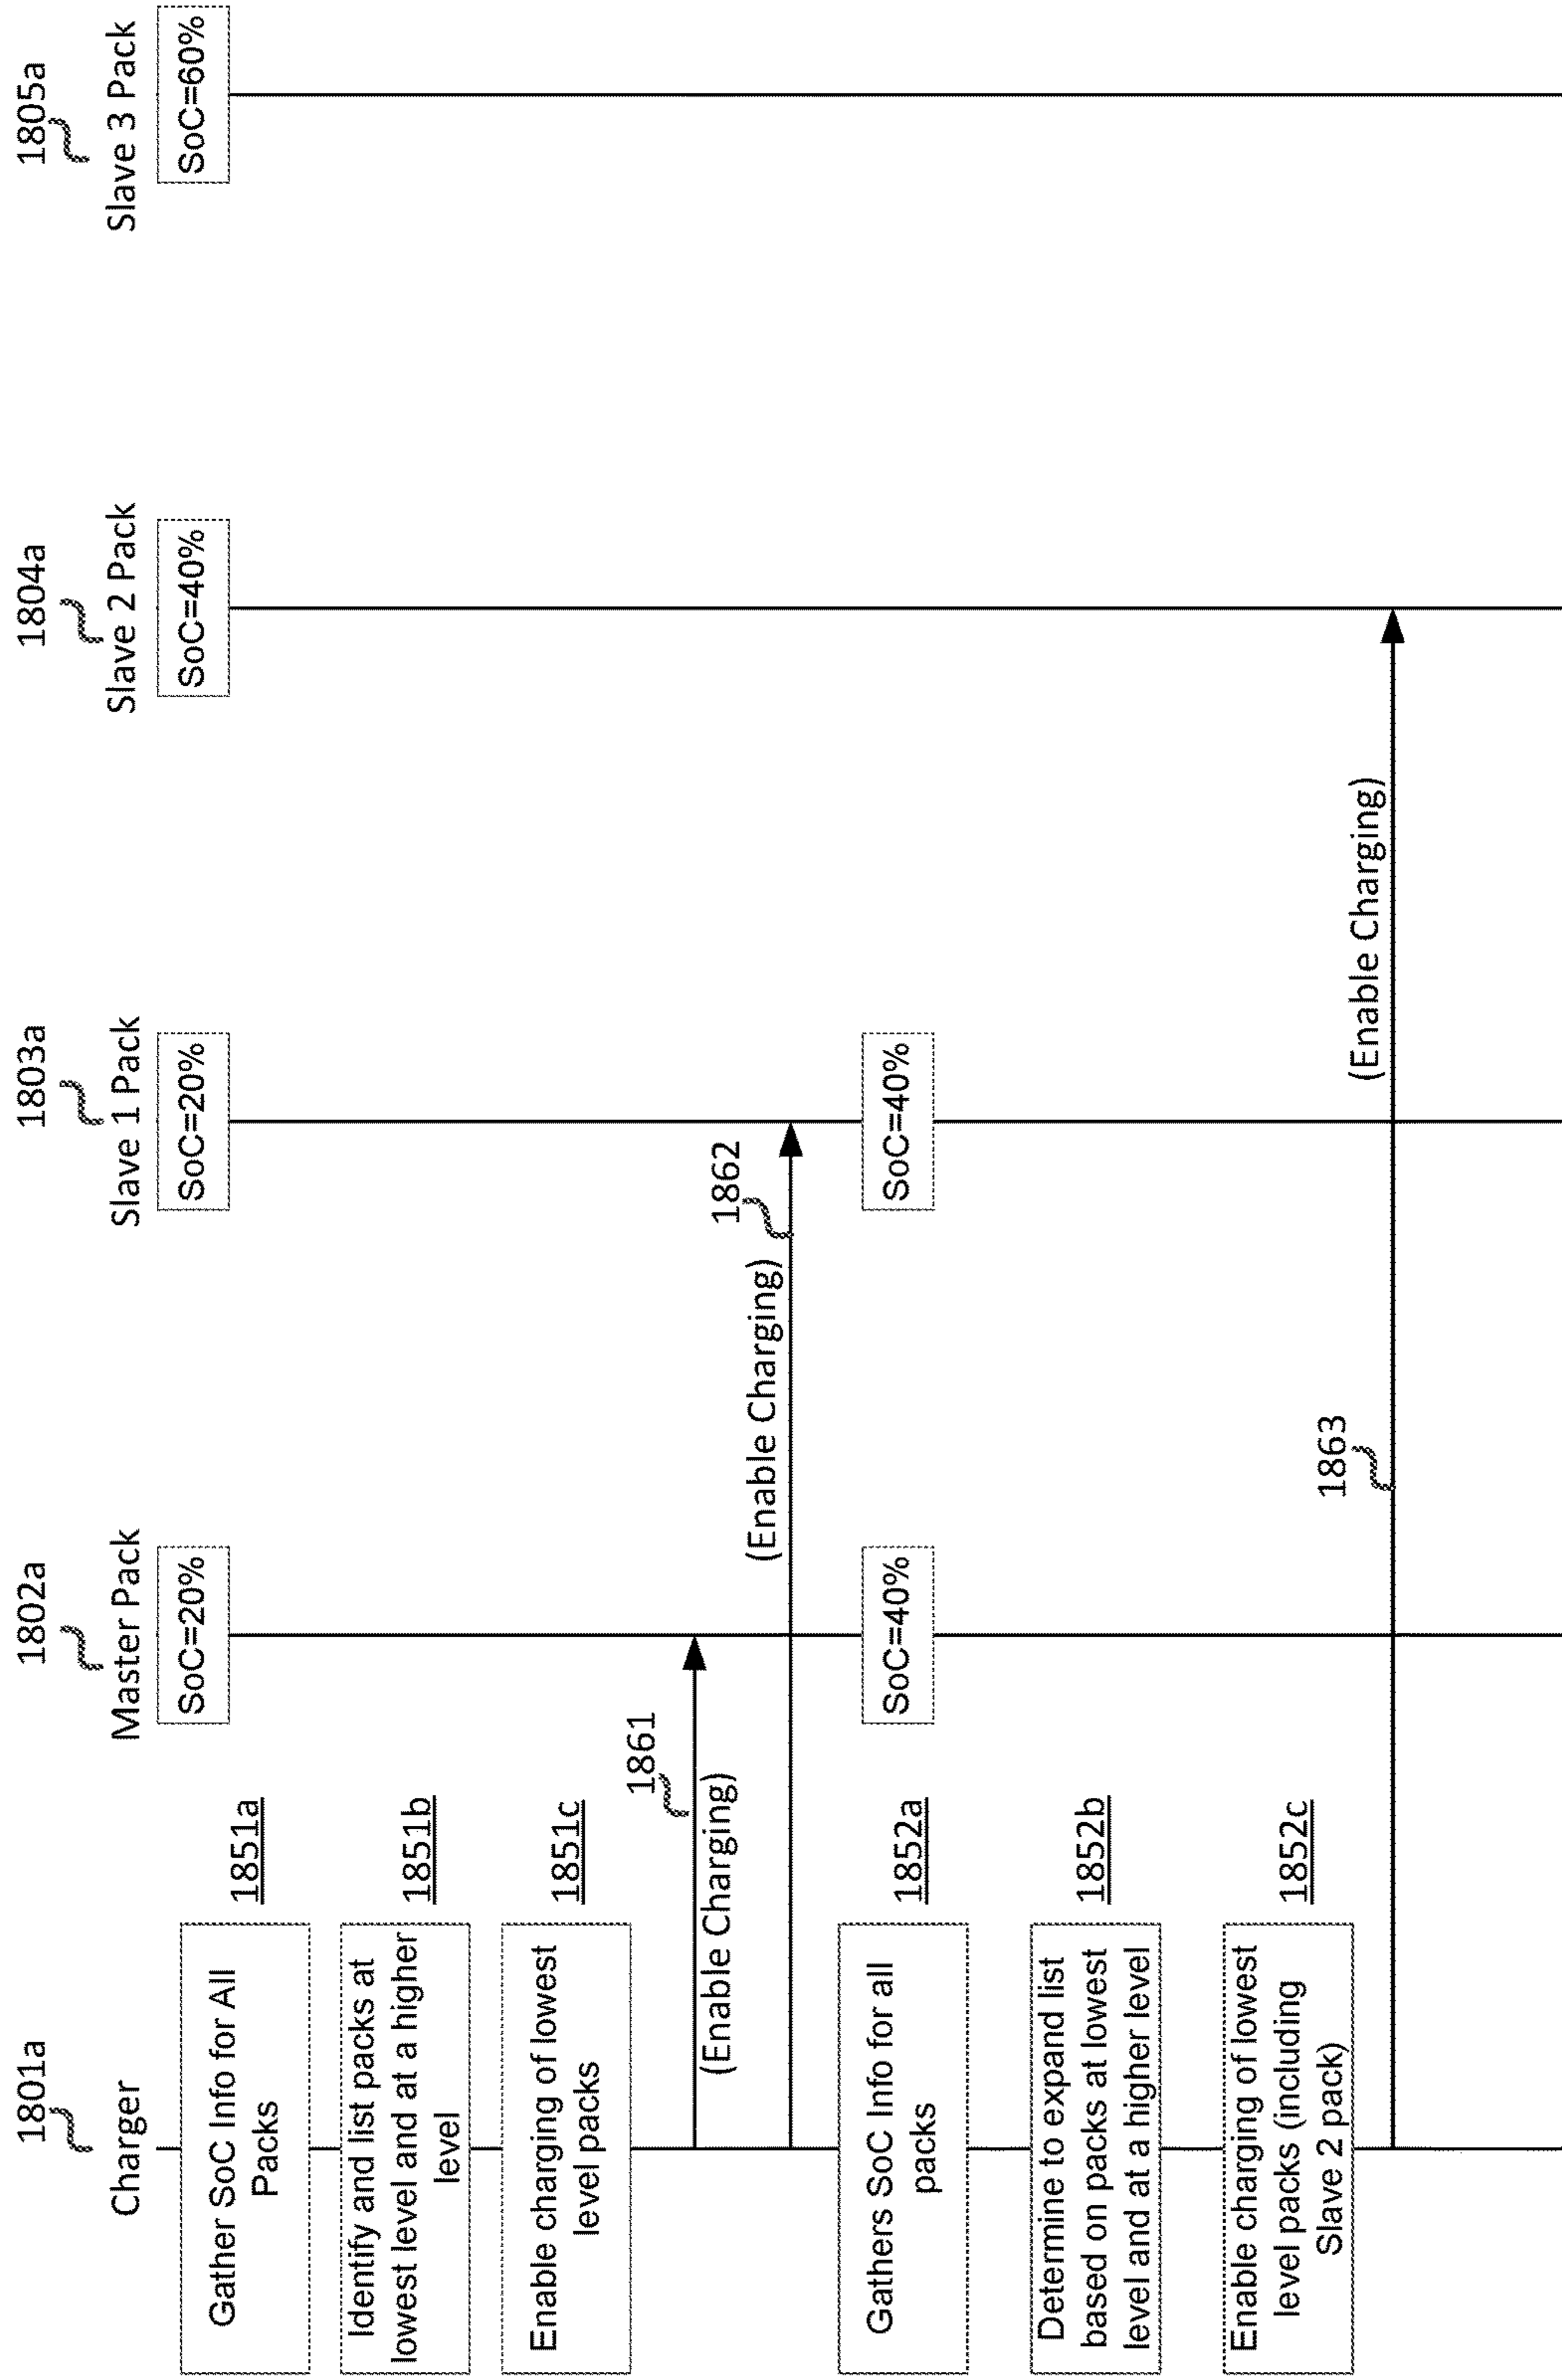 1801a
1802a
1803a
1804a
1805a
Charger
Master Pack
Slave 1 Pack
Slave 2 Pack
Slave 3 Pack
SoC=20%
SoC=20%
SoC=40%
SoC=60%
Gather SoC Info for All
Packs
1851a
Identify and list packs at
lowest level and at a higher
level
1851b
Enable charging of lowest
level packs
1851c
1861
(Enable Charging)
1862
(Enable Charging)
Gathers SoC Info for all
packs
1852a
SoC=40%
SoC=40%
Determine to expand list
based on packs at lowest
level and at a higher level
1852b
Enable charging of lowest
level packs (including
Slave 2 pack)
1852c
1863
(Enable Charging)